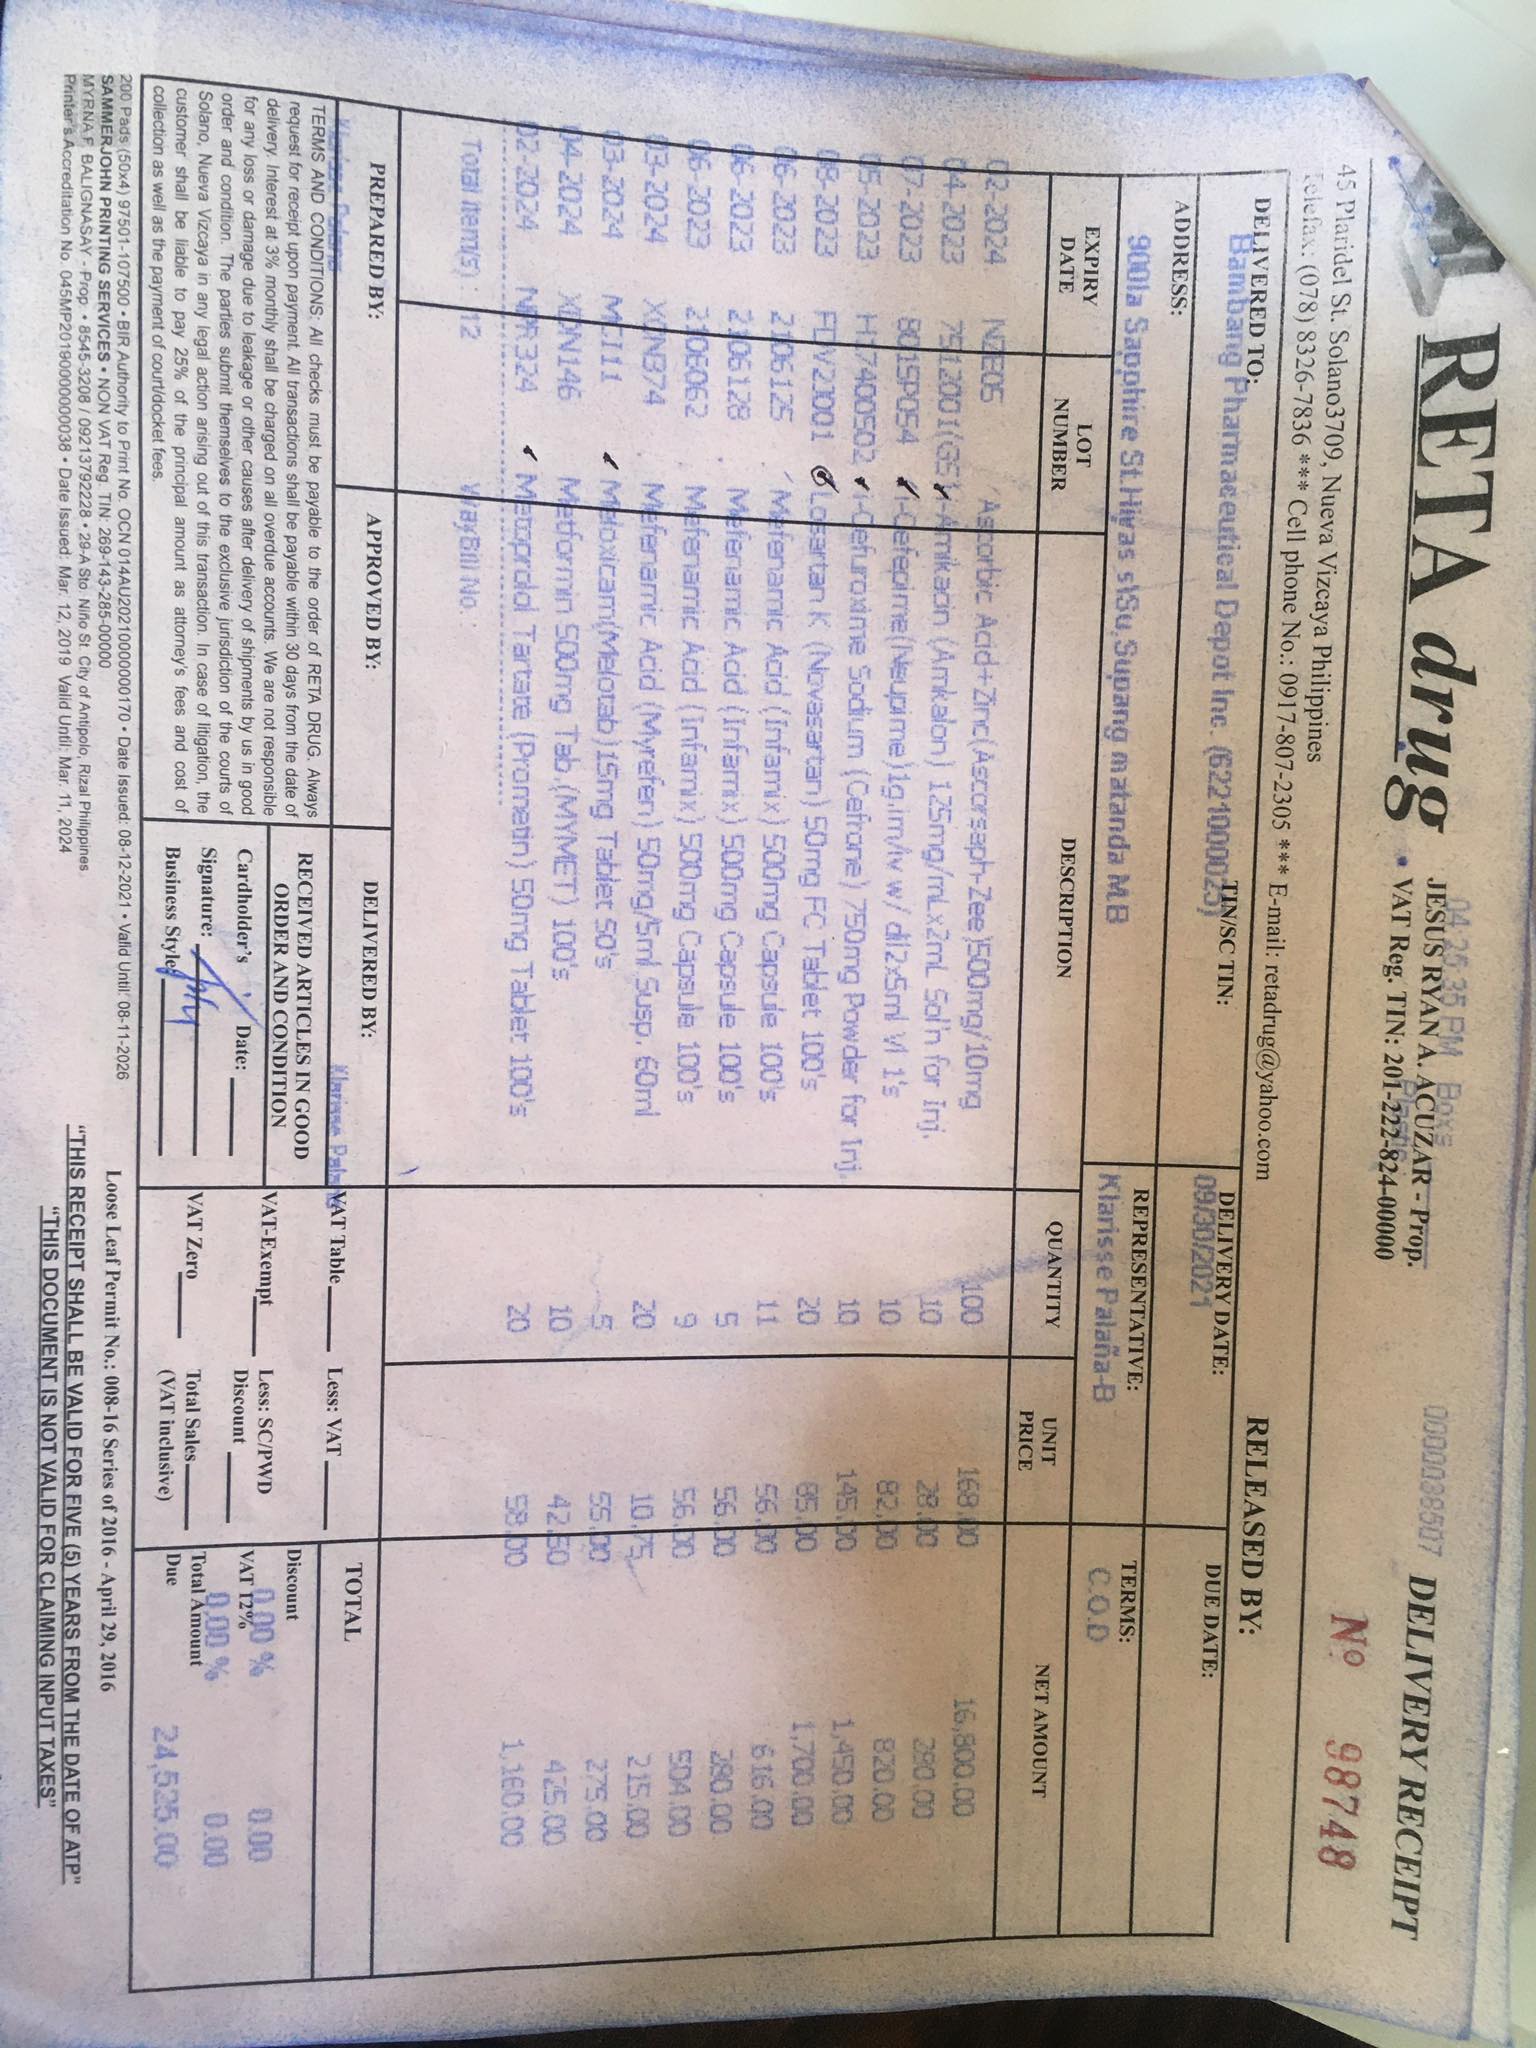 RETA drug
JESUS RYAN A. ACUZAR - Prop.
• VAT Reg. TIN: 201-222-824-00000
04:25:35 PM Boxs
Plastic
0000038507 DELIVERY RECEIPT
45 Plaridel St. Solano3709, Nueva Vizcaya Philippines
Telefax: (078) 8326-7836 *** Cell phone No.: 0917-807-2305 *** E-mail: retadrug@yahoo.com
Nº 98748
DELIVERED TO: TIN/SC TIN: DELIVERY DATE: RELEASED BY:
Bambang Pharmaceutical Depot Inc. (6221000023) 09/30/2021 DUE DATE:
ADDRESS: REPRESENTATIVE: TERMS:
900Ia Sapphire St.Hiyas s\Su,Supang matanda MB Klarisse Palaña-B C.O.D
EXPIRY DATE LOT NUMBER DESCRIPTION QUANTITY UNIT PRICE NET AMOUNT
02-2024 NZE05 Ascorbic Acid+Zinc(Ascorsaph-Zee)500mg/10mg 100 168.00 16,800.00
04-2023 7S12001(GS) i-Amikacin (Amkalon) 125mg/mLx2mL Sol'n for Inj. 10 28.00 280.00
07-2023 801SP054 i-Cefepime(Neupime)1g.im/iv w/ dil2x5ml Vl 1's 10 82.00 820.00
05-2023 H17400502 i-Cefuroxime Sodium (Cefrone) 750mg Powder for Inj. 10 145.00 1,450.00
08-2023 FLV2J001 Losartan K (Novasartan) 50mg FC Tablet 100's 20 85.00 1,700.00
06-2023 2106125 Mefenamic Acid (Infamix) 500mg Capsule 100's 11 56.00 616.00
06-2023 2106128 Mefenamic Acid (Infamix) 500mg Capsule 100's 5 56.00 280.00
06-2023 2106062 Mefenamic Acid (Infamix) 500mg Capsule 100's 9 56.00 504.00
03-2024 XON374 Mefenamic Acid (Myrefen) 50mg/5ml Susp. 60ml 20 10.75 215.00
03-2024 MCI11 Meloxicam(Melotab)15mg Tablet 50's 5 55.00 275.00
04-2024 XDN146 Metformin 500mg Tab,(MYMET) 100's 10 42.50 425.00
02-2024 NPR324 Metoprolol Tartate (Prometin) 50mg Tablet 100's 20 58.00 1,160.00
Total Item(s) : 12 WayBill No. :
PREPARED BY: APPROVED BY: DELIVERED BY: TOTAL
Klarisse Palaña
TERMS AND CONDITIONS: All checks must be payable to the order of RETA DRUG. Always
request for receipt upon payment. All transactions shall be payable within 30 days from the date of
delivery. Interest at 3% monthly shall be charged on all overdue accounts. We are not responsible
for any loss or damage due to leakage or other causes after delivery of shipments by us in good
order and condition. The parties submit themselves to the exclusive jurisdiction of the courts of
Solano, Nueva Vizcaya in any legal action arising out of this transaction. In case of litigation, the
customer shall be liable to pay 25% of the principal amount as attorney's fees and cost of
collection as well as the payment of court/docket fees.
RECEIVED ARTICLES IN GOOD
ORDER AND CONDITION
Cardholder's Date:
Signature:
Business Style:
VAT Table Less: VAT
VAT-Exempt Less: SC/PWD Discount
VAT Zero Total Sales (VAT inclusive)
Discount 0.00 % 0.00
VAT 12% 0.00 % 0.00
Total Amount Due 24,525.00
200 Pads (50x4) 97501-107500 • BIR Authority to Print No. OCN 014AU20210000000170 • Date Issued: 08-12-2021 • Valid Until: 08-11-2026
SAMMERJOHN PRINTING SERVICES • NON VAT Reg. TIN: 269-143-285-00000
MYRNA F. BALIGNASAY - Prop. • 8545-3208 / 09213792228 • 29-A Sto. Niño St. City of Antipolo, Rizal Philippines
Printer's Accreditation No. 045MP20190000000038 • Date Issued: Mar. 12, 2019 Valid Until: Mar. 11, 2024
Loose Leaf Permit No.: 008-16 Series of 2016 - April 29, 2016
"THIS RECEIPT SHALL BE VALID FOR FIVE (5) YEARS FROM THE DATE OF ATP"
"THIS DOCUMENT IS NOT VALID FOR CLAIMING INPUT TAXES"